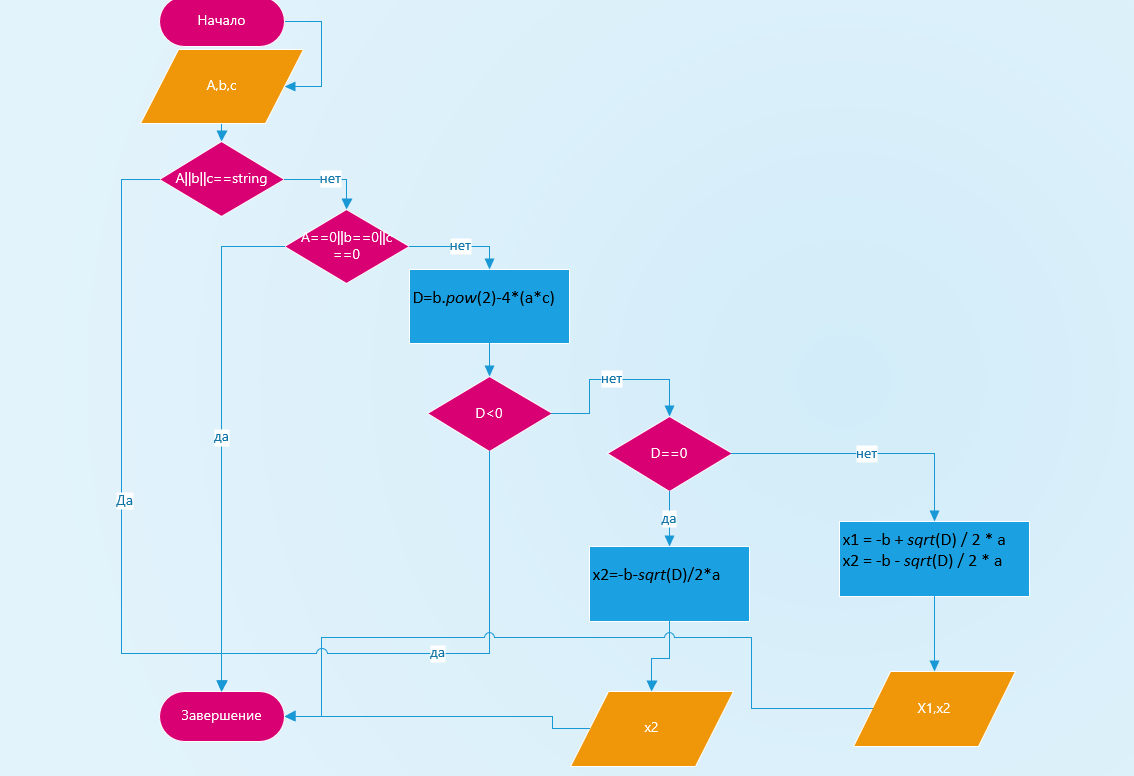 Начало
A,b,c
A||b||c==string
нет
A==0||b==0||c
==0
нет
D=b.pow(2)-4*(a*c)
нет
D<0
да
D==0
нет
Да
да
x1 = -b + sqrt(D) / 2 * a
x2 = -b - sqrt(D) / 2 * a
x2=-b-sqrt(D)/2*a
да
Завершение
x2
X1,x2